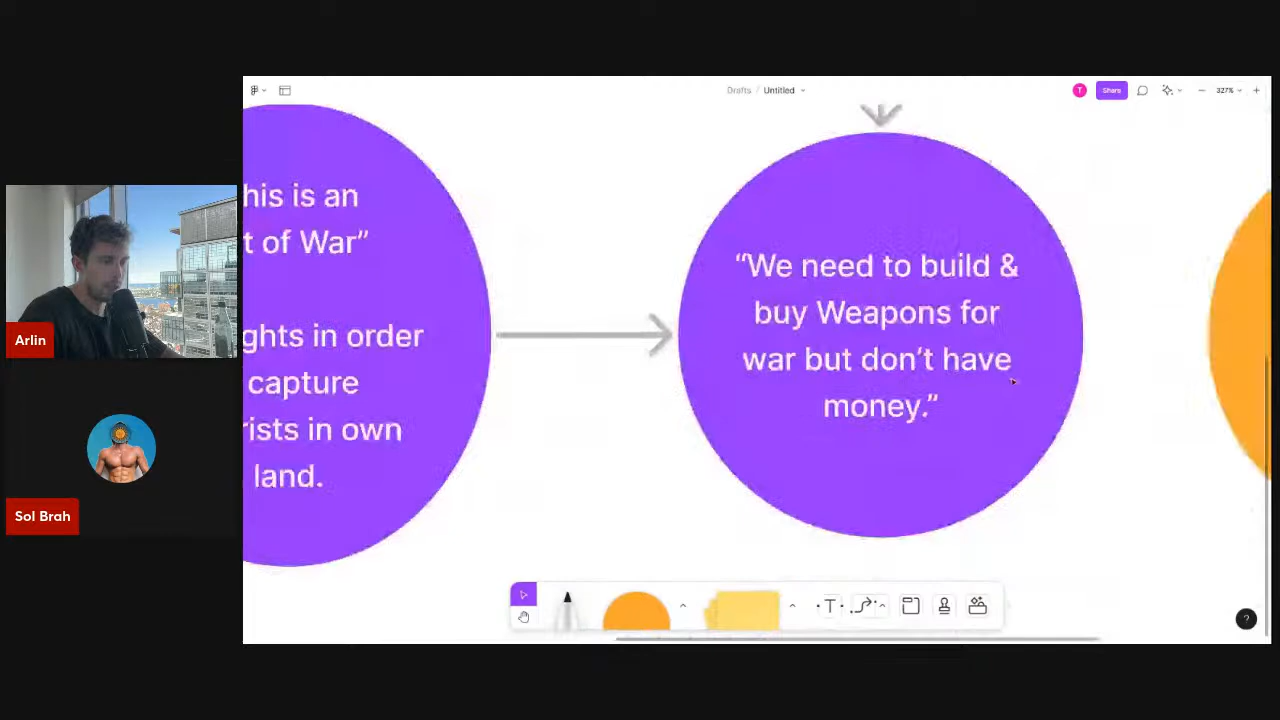 Drafts / Untitled
T
Share
327%
his is an
t of War”
ghts in order
capture
rists in own
land.
“We need to build &
buy Weapons for
war but don’t have
money.”
Arlin
Sol Brah
T
?